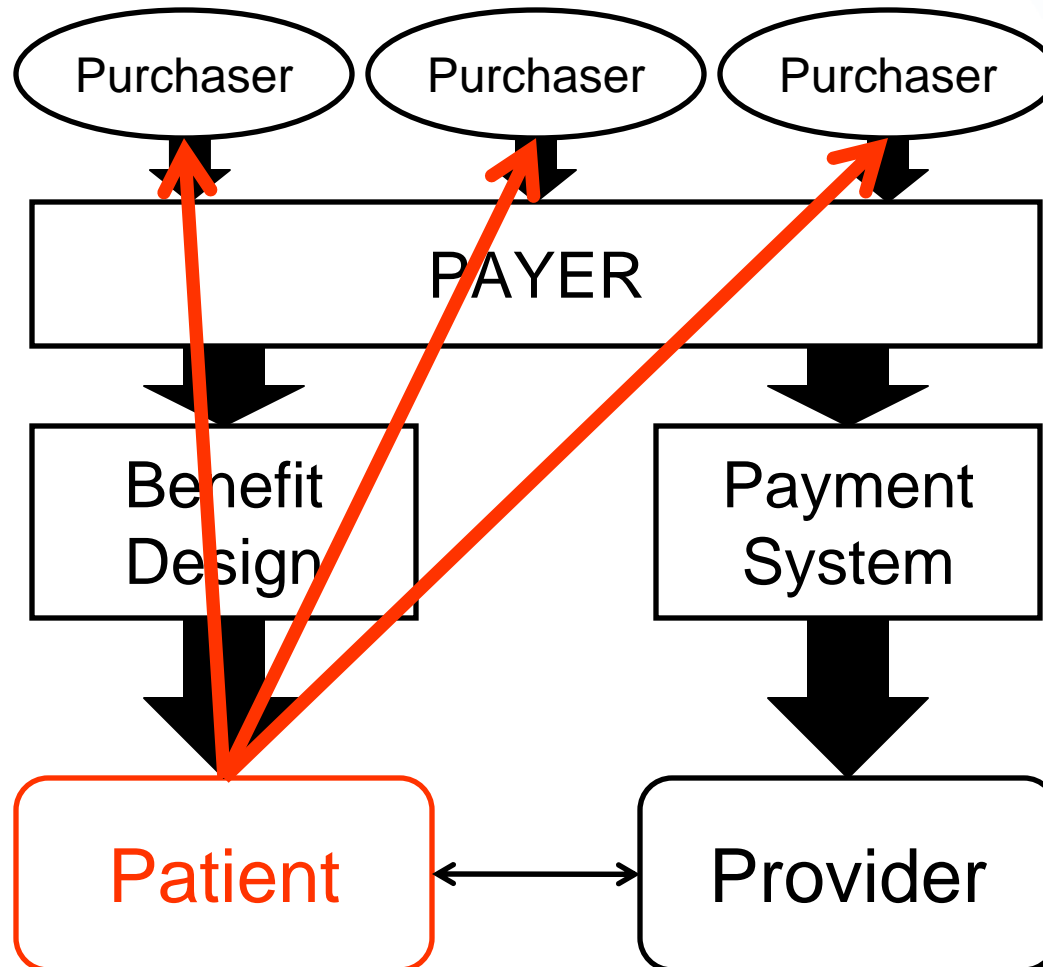 Purchaser Purchaser Purchaser
PAYER
Benefit
Design
Payment
System
Patient
Provider